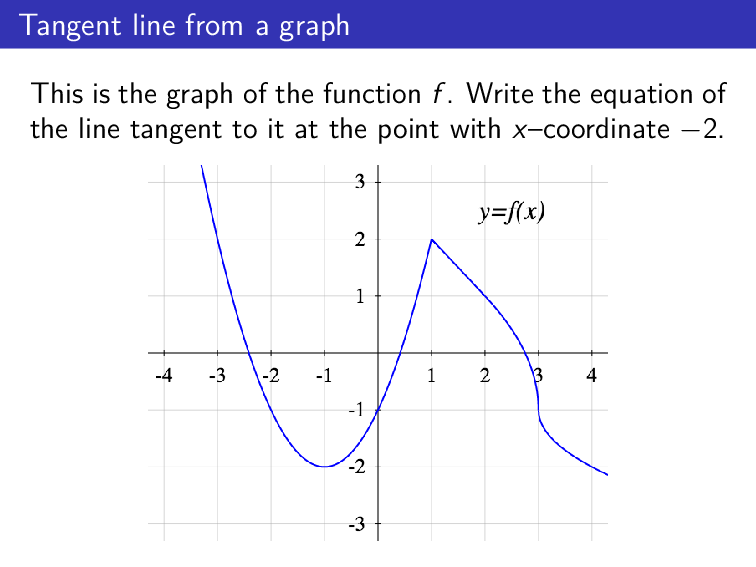 Tangent line from a graph
This is the graph of the function f. Write the equation of
the line tangent to it at the point with x–coordinate −2.
3
y=f(x)
2
1
-4 -3 -2 -1 1 2 3 4
-1
-2
-3